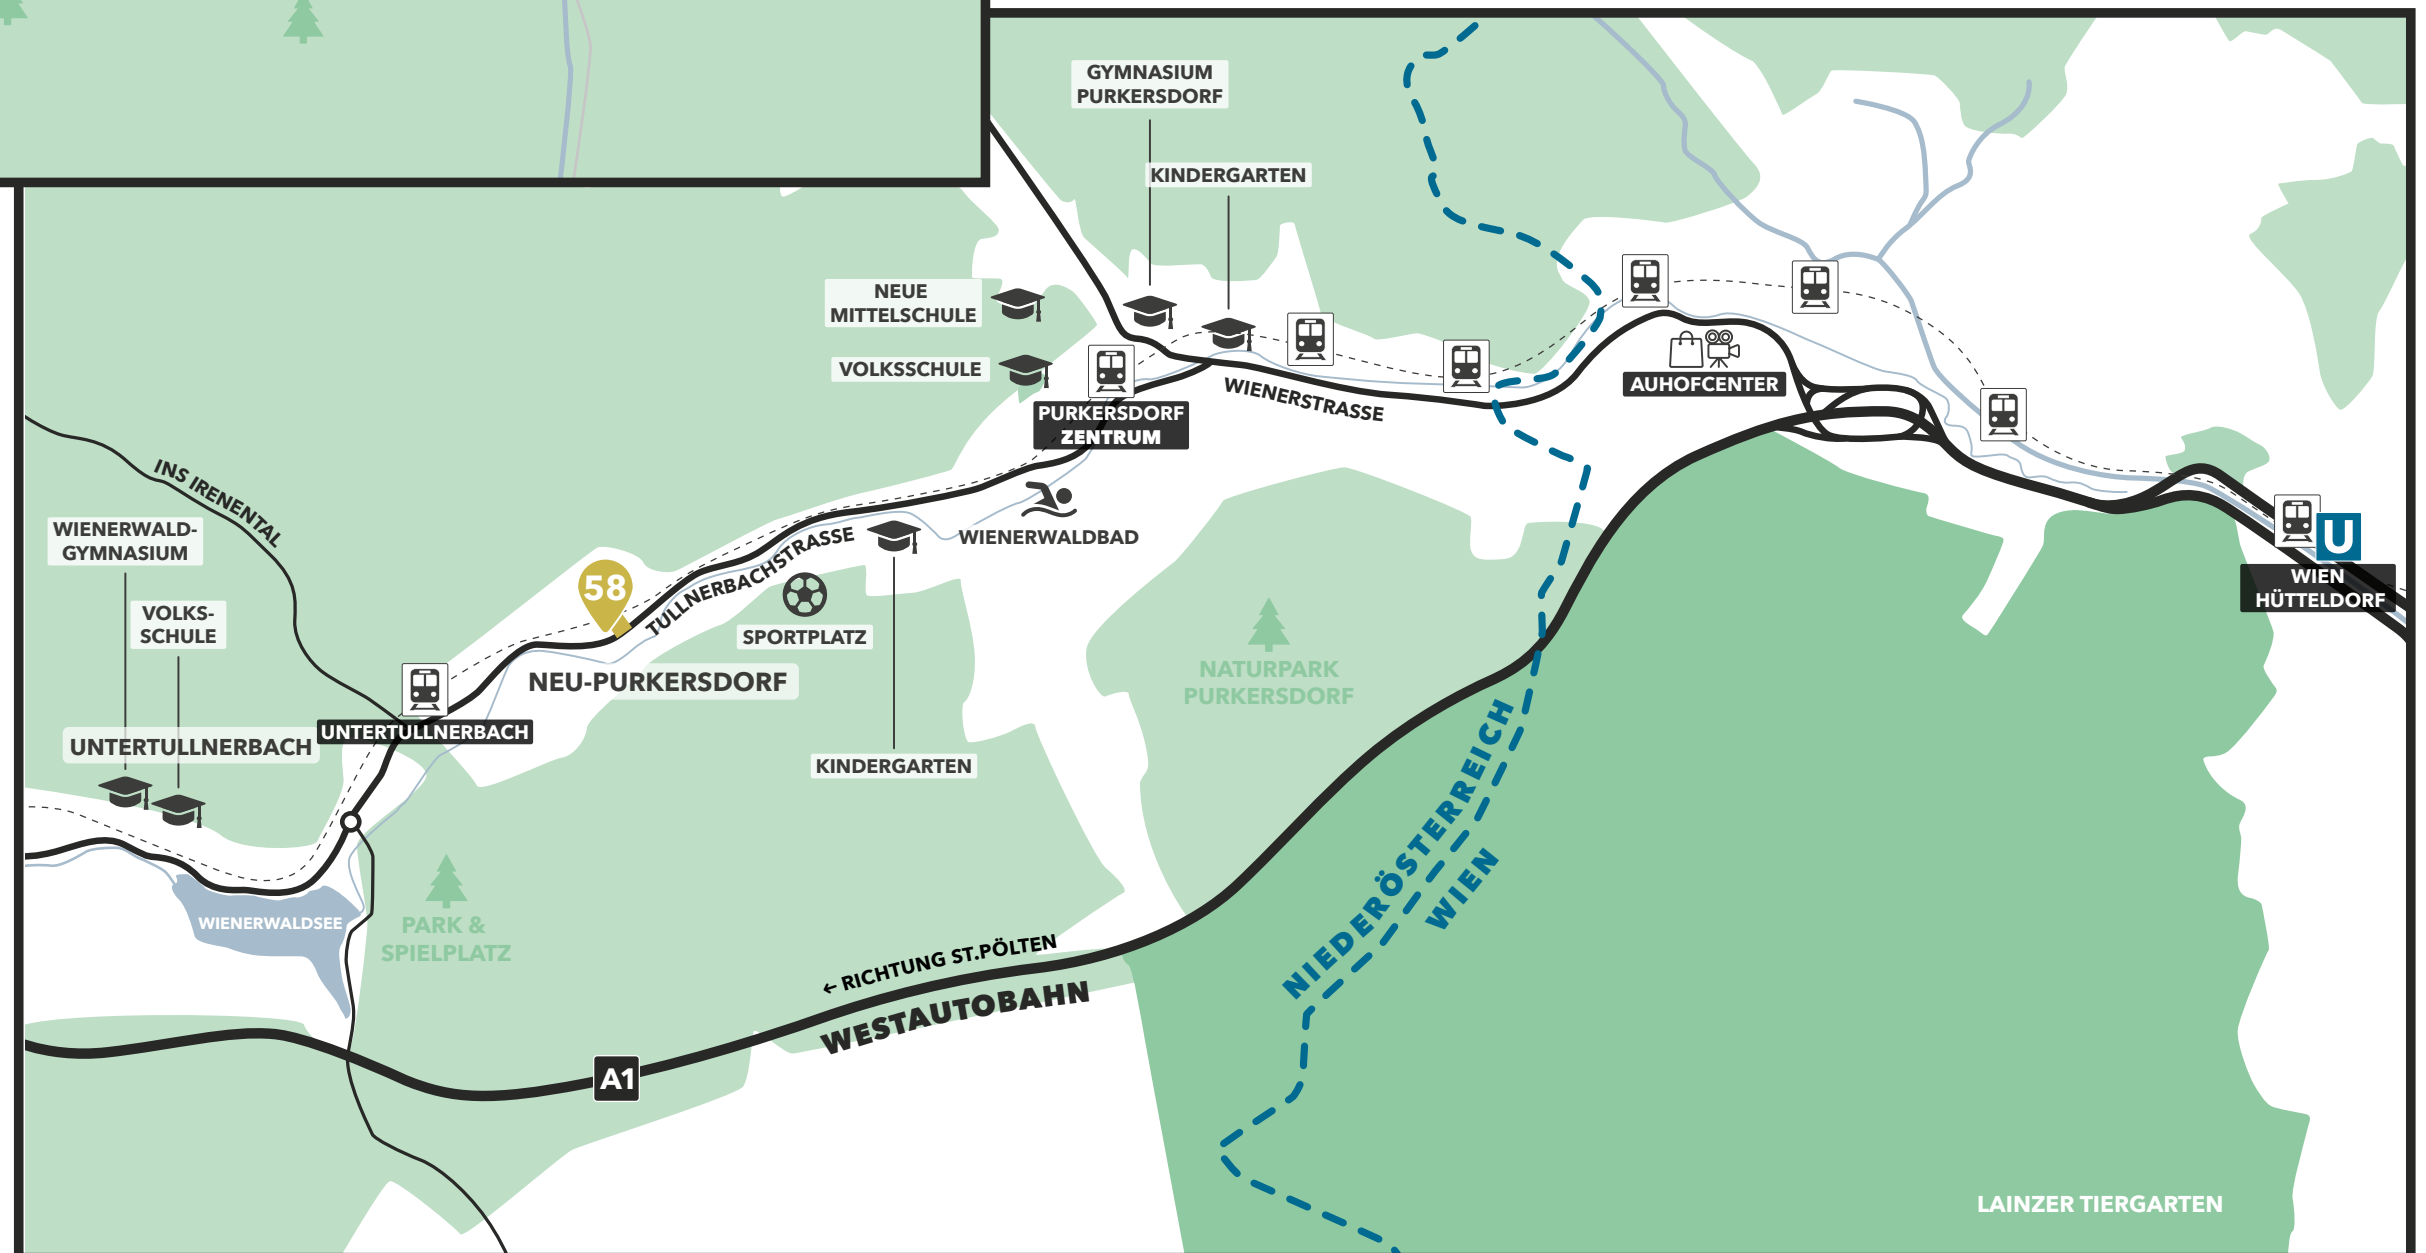 GYMNASIUM
PURKERSDORF
KINDERGARTEN
NEUE
MITTELSCHULE
VOLKSSCHULE
PURKERSDORF
ZENTRUM
WIENERSTRASSE
AUHOFCENTER
INS IRENENTAL
WIENERWALD-
GYMNASIUM
VOLKS-
SCHULE
58
TULLNERBACHSTRASSE
WIENERWALDBAD
SPORTPLATZ
NEU-PURKERSDORF
U
WIEN
HÜTTELDORF
UNTERTULLNERBACH
UNTERTULLNERBACH
KINDERGARTEN
NATURPARK
PURKERSDORF
NIEDERÖSTERREICH
WIEN
WIENERWALDSEE
PARK &
SPIELPLATZ
← RICHTUNG ST.PÖLTEN
WESTAUTOBAHN
A1
LAINZER TIERGARTEN